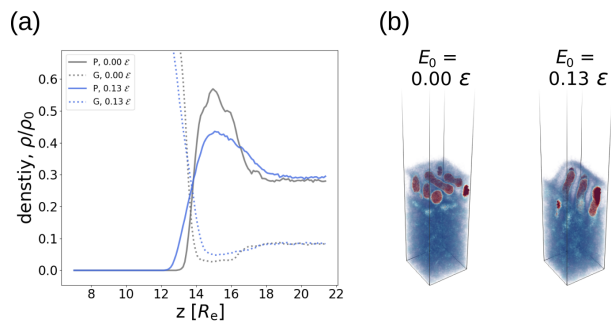 (a)
(b)
P, 0.00 ℰ
G, 0.00 ℰ
P, 0.13 ℰ
G, 0.13 ℰ
denstiy, ρ/ρ₀
0.6
0.5
0.4
0.3
0.2
0.1
0.0
8 10 12 14 16 18 20 22
z [Rₑ]
E₀ =
0.00 ℰ
E₀ =
0.13 ℰ